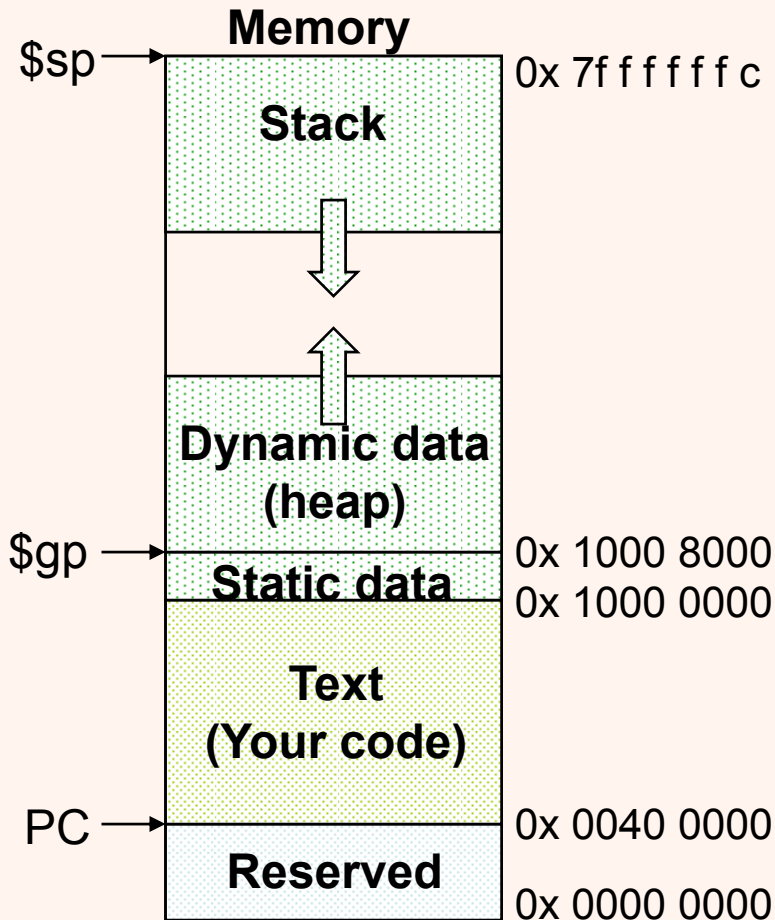 Memory
$sp
0x 7f f f f f f c
Stack
Dynamic data
(heap)
$gp
0x 1000 8000
Static data
0x 1000 0000
Text
(Your code)
PC
0x 0040 0000
Reserved
0x 0000 0000